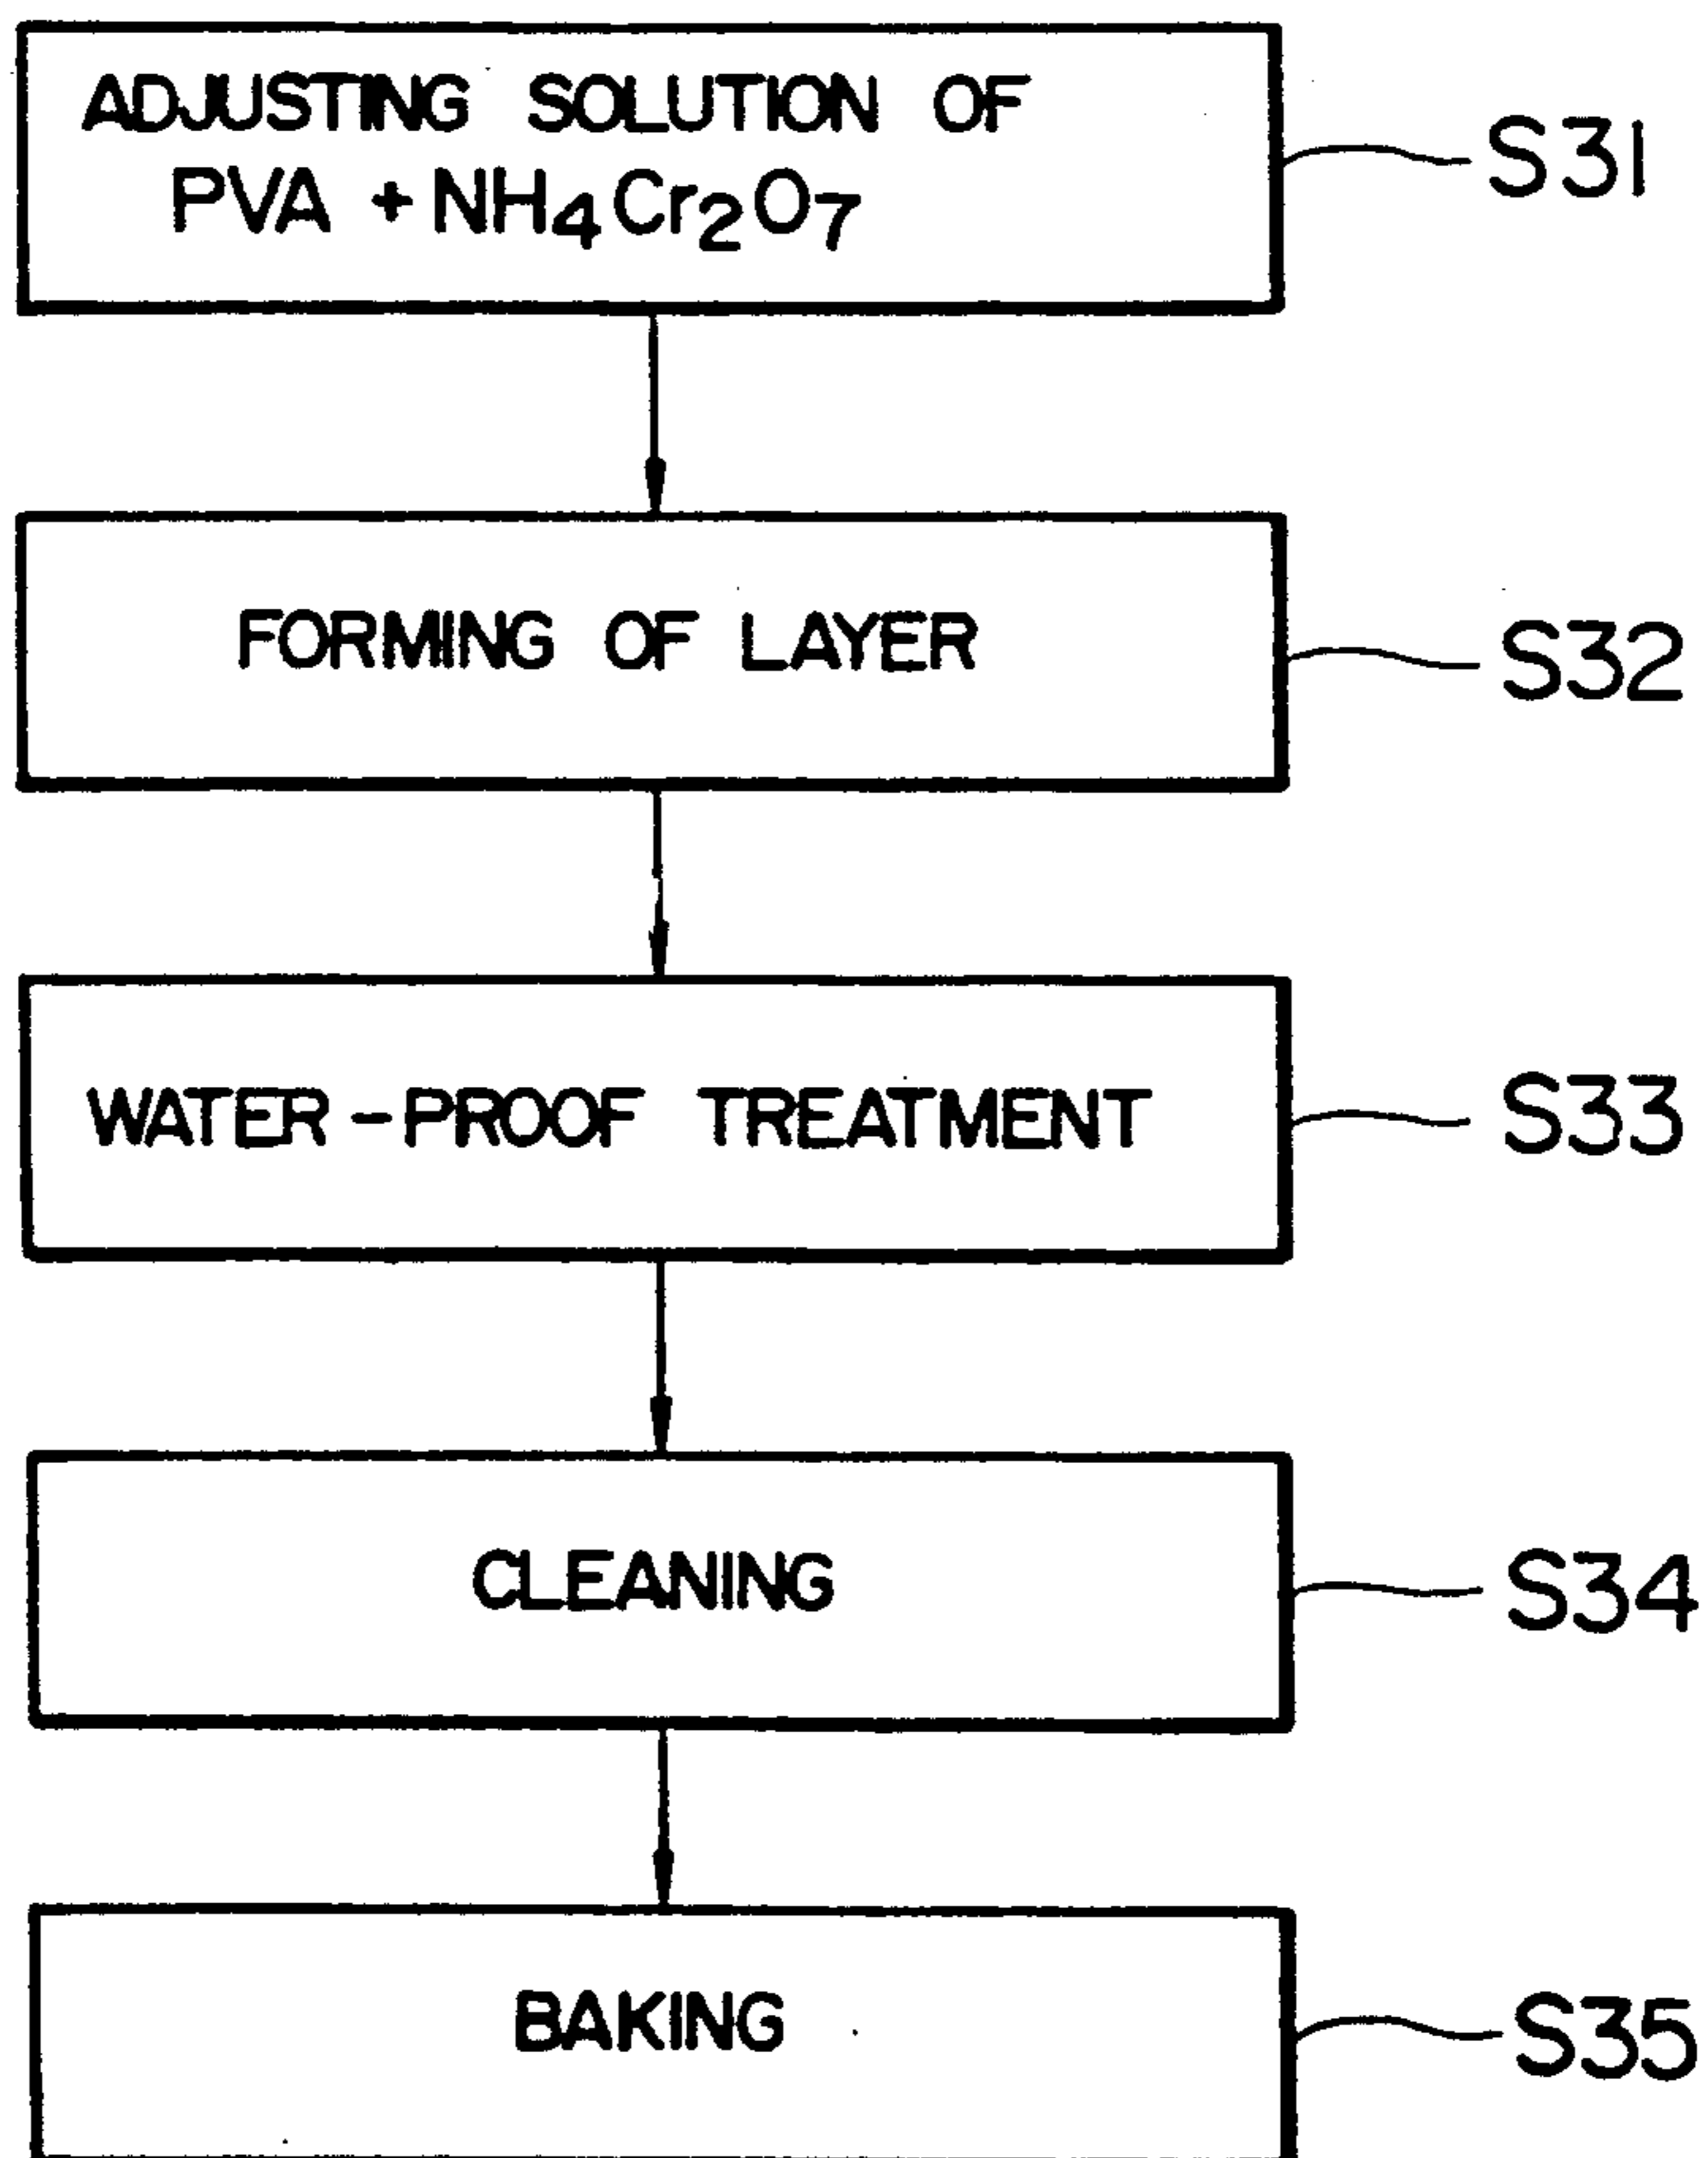 ADJUSTING SOLUTION OF
PVA + NH₄Cr₂O₇
S31
FORMING OF LAYER
S32
WATER-PROOF TREATMENT
S33
CLEANING
S34
BAKING
S35